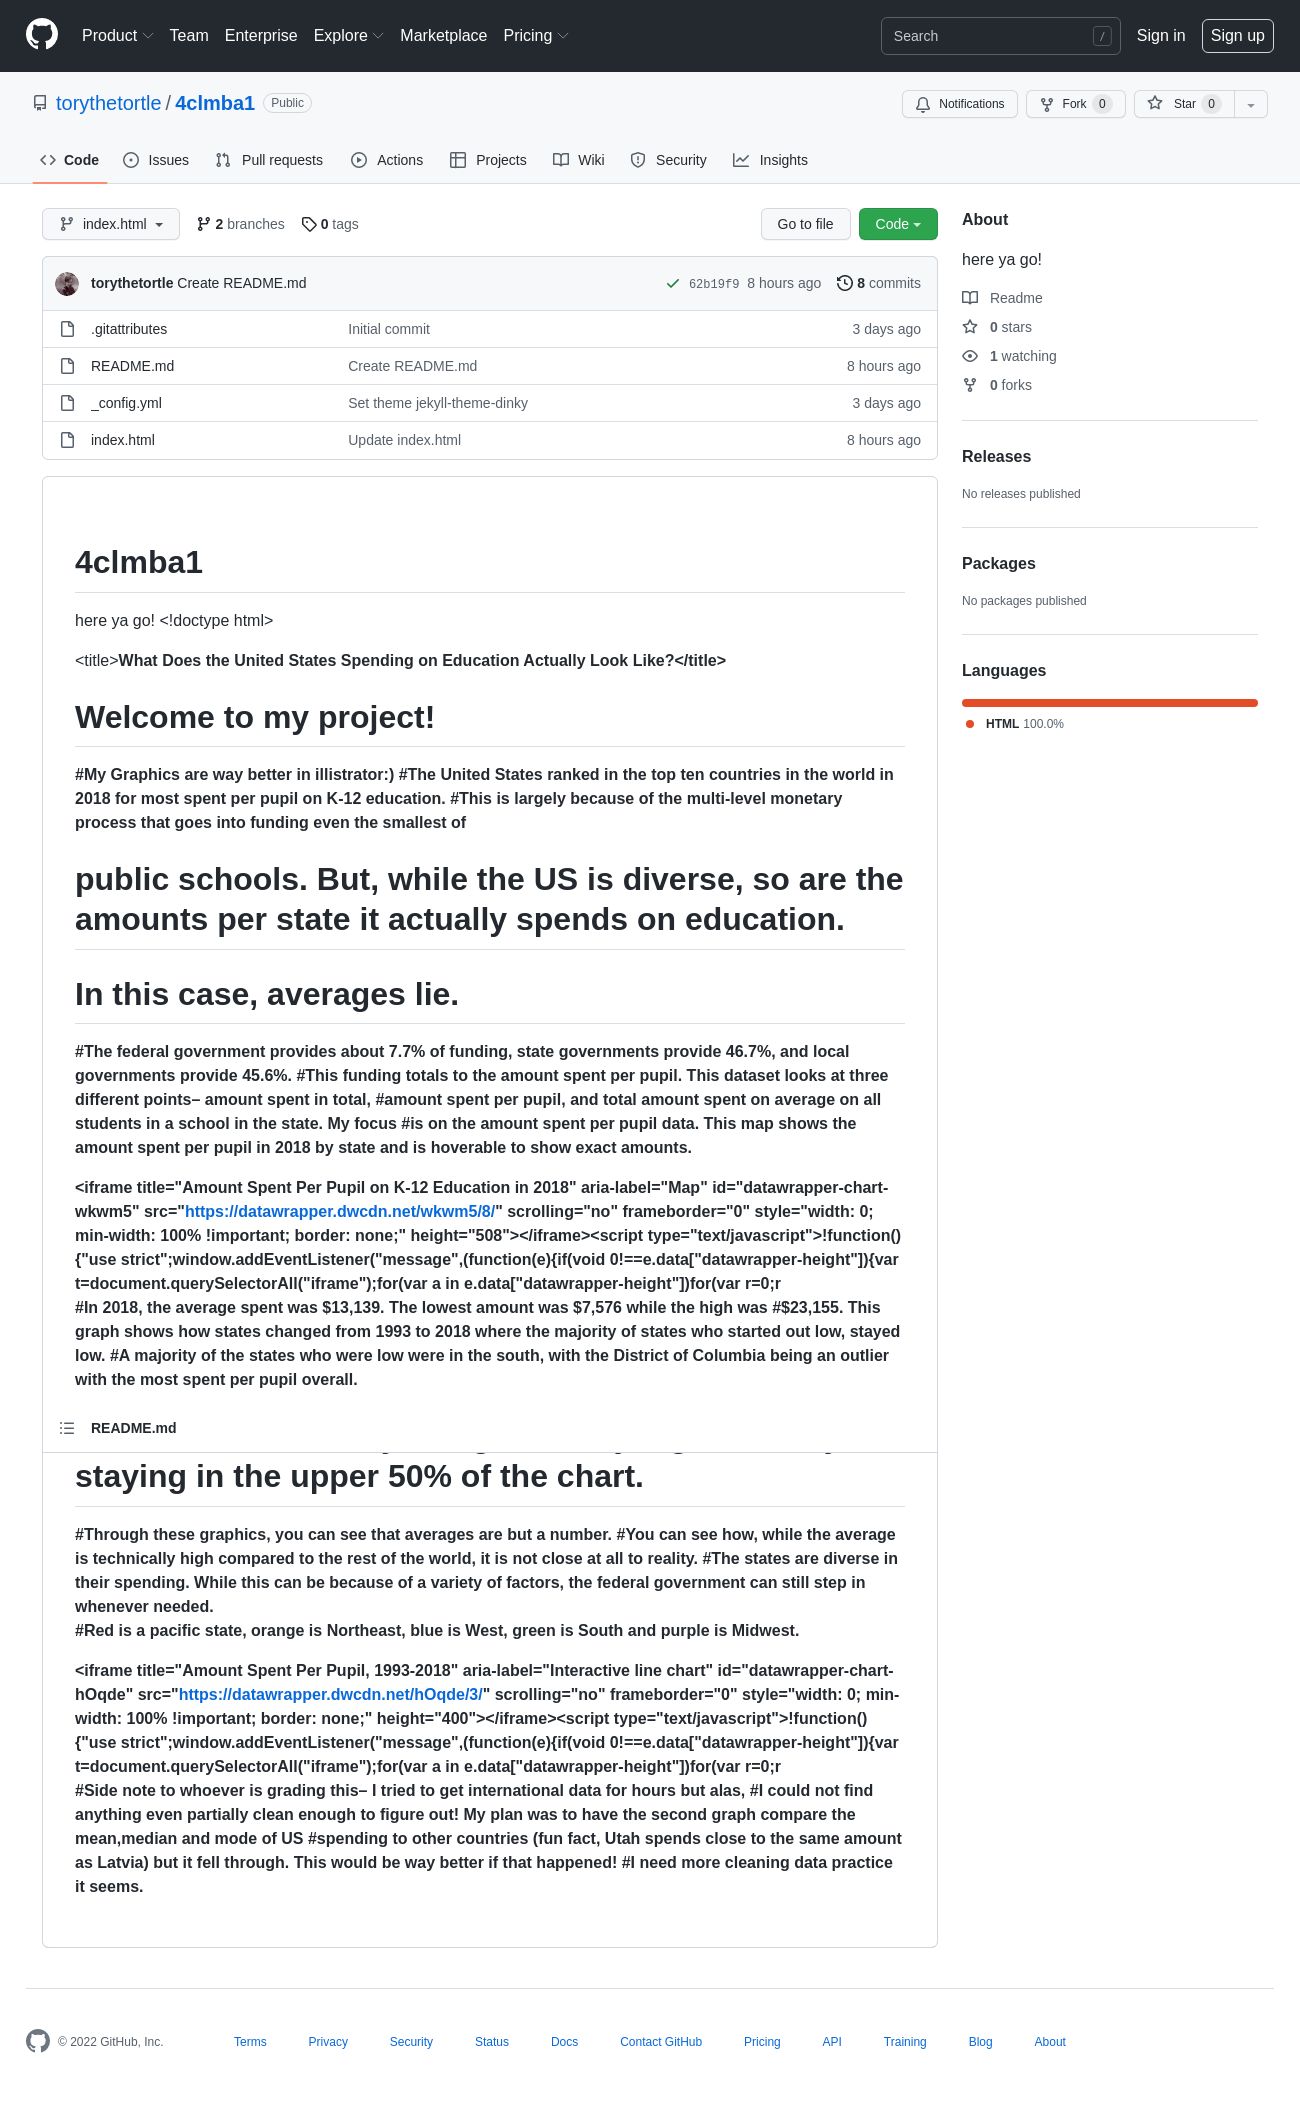 Product Team Enterprise Explore Marketplace Pricing Search / Sign in Sign up
torythetortle / 4clmba1 Public Notifications Fork 0 Star 0
Code Issues Pull requests Actions Projects Wiki Security Insights
index.html 2 branches 0 tags Go to file Code
torythetortle Create README.md 62b19f9 8 hours ago 8 commits
.gitattributes Initial commit 3 days ago
README.md Create README.md 8 hours ago
_config.yml Set theme jekyll-theme-dinky 3 days ago
index.html Update index.html 8 hours ago
4clmba1
here ya go! <!doctype html>
<title>What Does the United States Spending on Education Actually Look Like?</title>
Welcome to my project!
#My Graphics are way better in illistrator:) #The United States ranked in the top ten countries in the world in
2018 for most spent per pupil on K-12 education. #This is largely because of the multi-level monetary
process that goes into funding even the smallest of
public schools. But, while the US is diverse, so are the
amounts per state it actually spends on education.
In this case, averages lie.
#The federal government provides about 7.7% of funding, state governments provide 46.7%, and local
governments provide 45.6%. #This funding totals to the amount spent per pupil. This dataset looks at three
different points– amount spent in total, #amount spent per pupil, and total amount spent on average on all
students in a school in the state. My focus #is on the amount spent per pupil data. This map shows the
amount spent per pupil in 2018 by state and is hoverable to show exact amounts.
<iframe title="Amount Spent Per Pupil on K-12 Education in 2018" aria-label="Map" id="datawrapper-chart-
wkwm5" src="https://datawrapper.dwcdn.net/wkwm5/8/" scrolling="no" frameborder="0" style="width: 0;
min-width: 100% !important; border: none;" height="508"></iframe><script type="text/javascript">!function()
{"use strict";window.addEventListener("message",(function(e){if(void 0!==e.data["datawrapper-height"]){var
t=document.querySelectorAll("iframe");for(var a in e.data["datawrapper-height"])for(var r=0;r
#In 2018, the average spent was $13,139. The lowest amount was $7,576 while the high was #$23,155. This
graph shows how states changed from 1993 to 2018 where the majority of states who started out low, stayed
low. #A majority of the states who were low were in the south, with the District of Columbia being an outlier
with the most spent per pupil overall.
README.md
staying in the upper 50% of the chart.
#Through these graphics, you can see that averages are but a number. #You can see how, while the average
is technically high compared to the rest of the world, it is not close at all to reality. #The states are diverse in
their spending. While this can be because of a variety of factors, the federal government can still step in
whenever needed.
#Red is a pacific state, orange is Northeast, blue is West, green is South and purple is Midwest.
<iframe title="Amount Spent Per Pupil, 1993-2018" aria-label="Interactive line chart" id="datawrapper-chart-
hOqde" src="https://datawrapper.dwcdn.net/hOqde/3/" scrolling="no" frameborder="0" style="width: 0; min-
width: 100% !important; border: none;" height="400"></iframe><script type="text/javascript">!function()
{"use strict";window.addEventListener("message",(function(e){if(void 0!==e.data["datawrapper-height"]){var
t=document.querySelectorAll("iframe");for(var a in e.data["datawrapper-height"])for(var r=0;r
#Side note to whoever is grading this– I tried to get international data for hours but alas, #I could not find
anything even partially clean enough to figure out! My plan was to have the second graph compare the
mean,median and mode of US #spending to other countries (fun fact, Utah spends close to the same amount
as Latvia) but it fell through. This would be way better if that happened! #I need more cleaning data practice
it seems.
About
here ya go!
Readme
0 stars
1 watching
0 forks
Releases
No releases published
Packages
No packages published
Languages
HTML 100.0%
© 2022 GitHub, Inc. Terms Privacy Security Status Docs Contact GitHub Pricing API Training Blog About